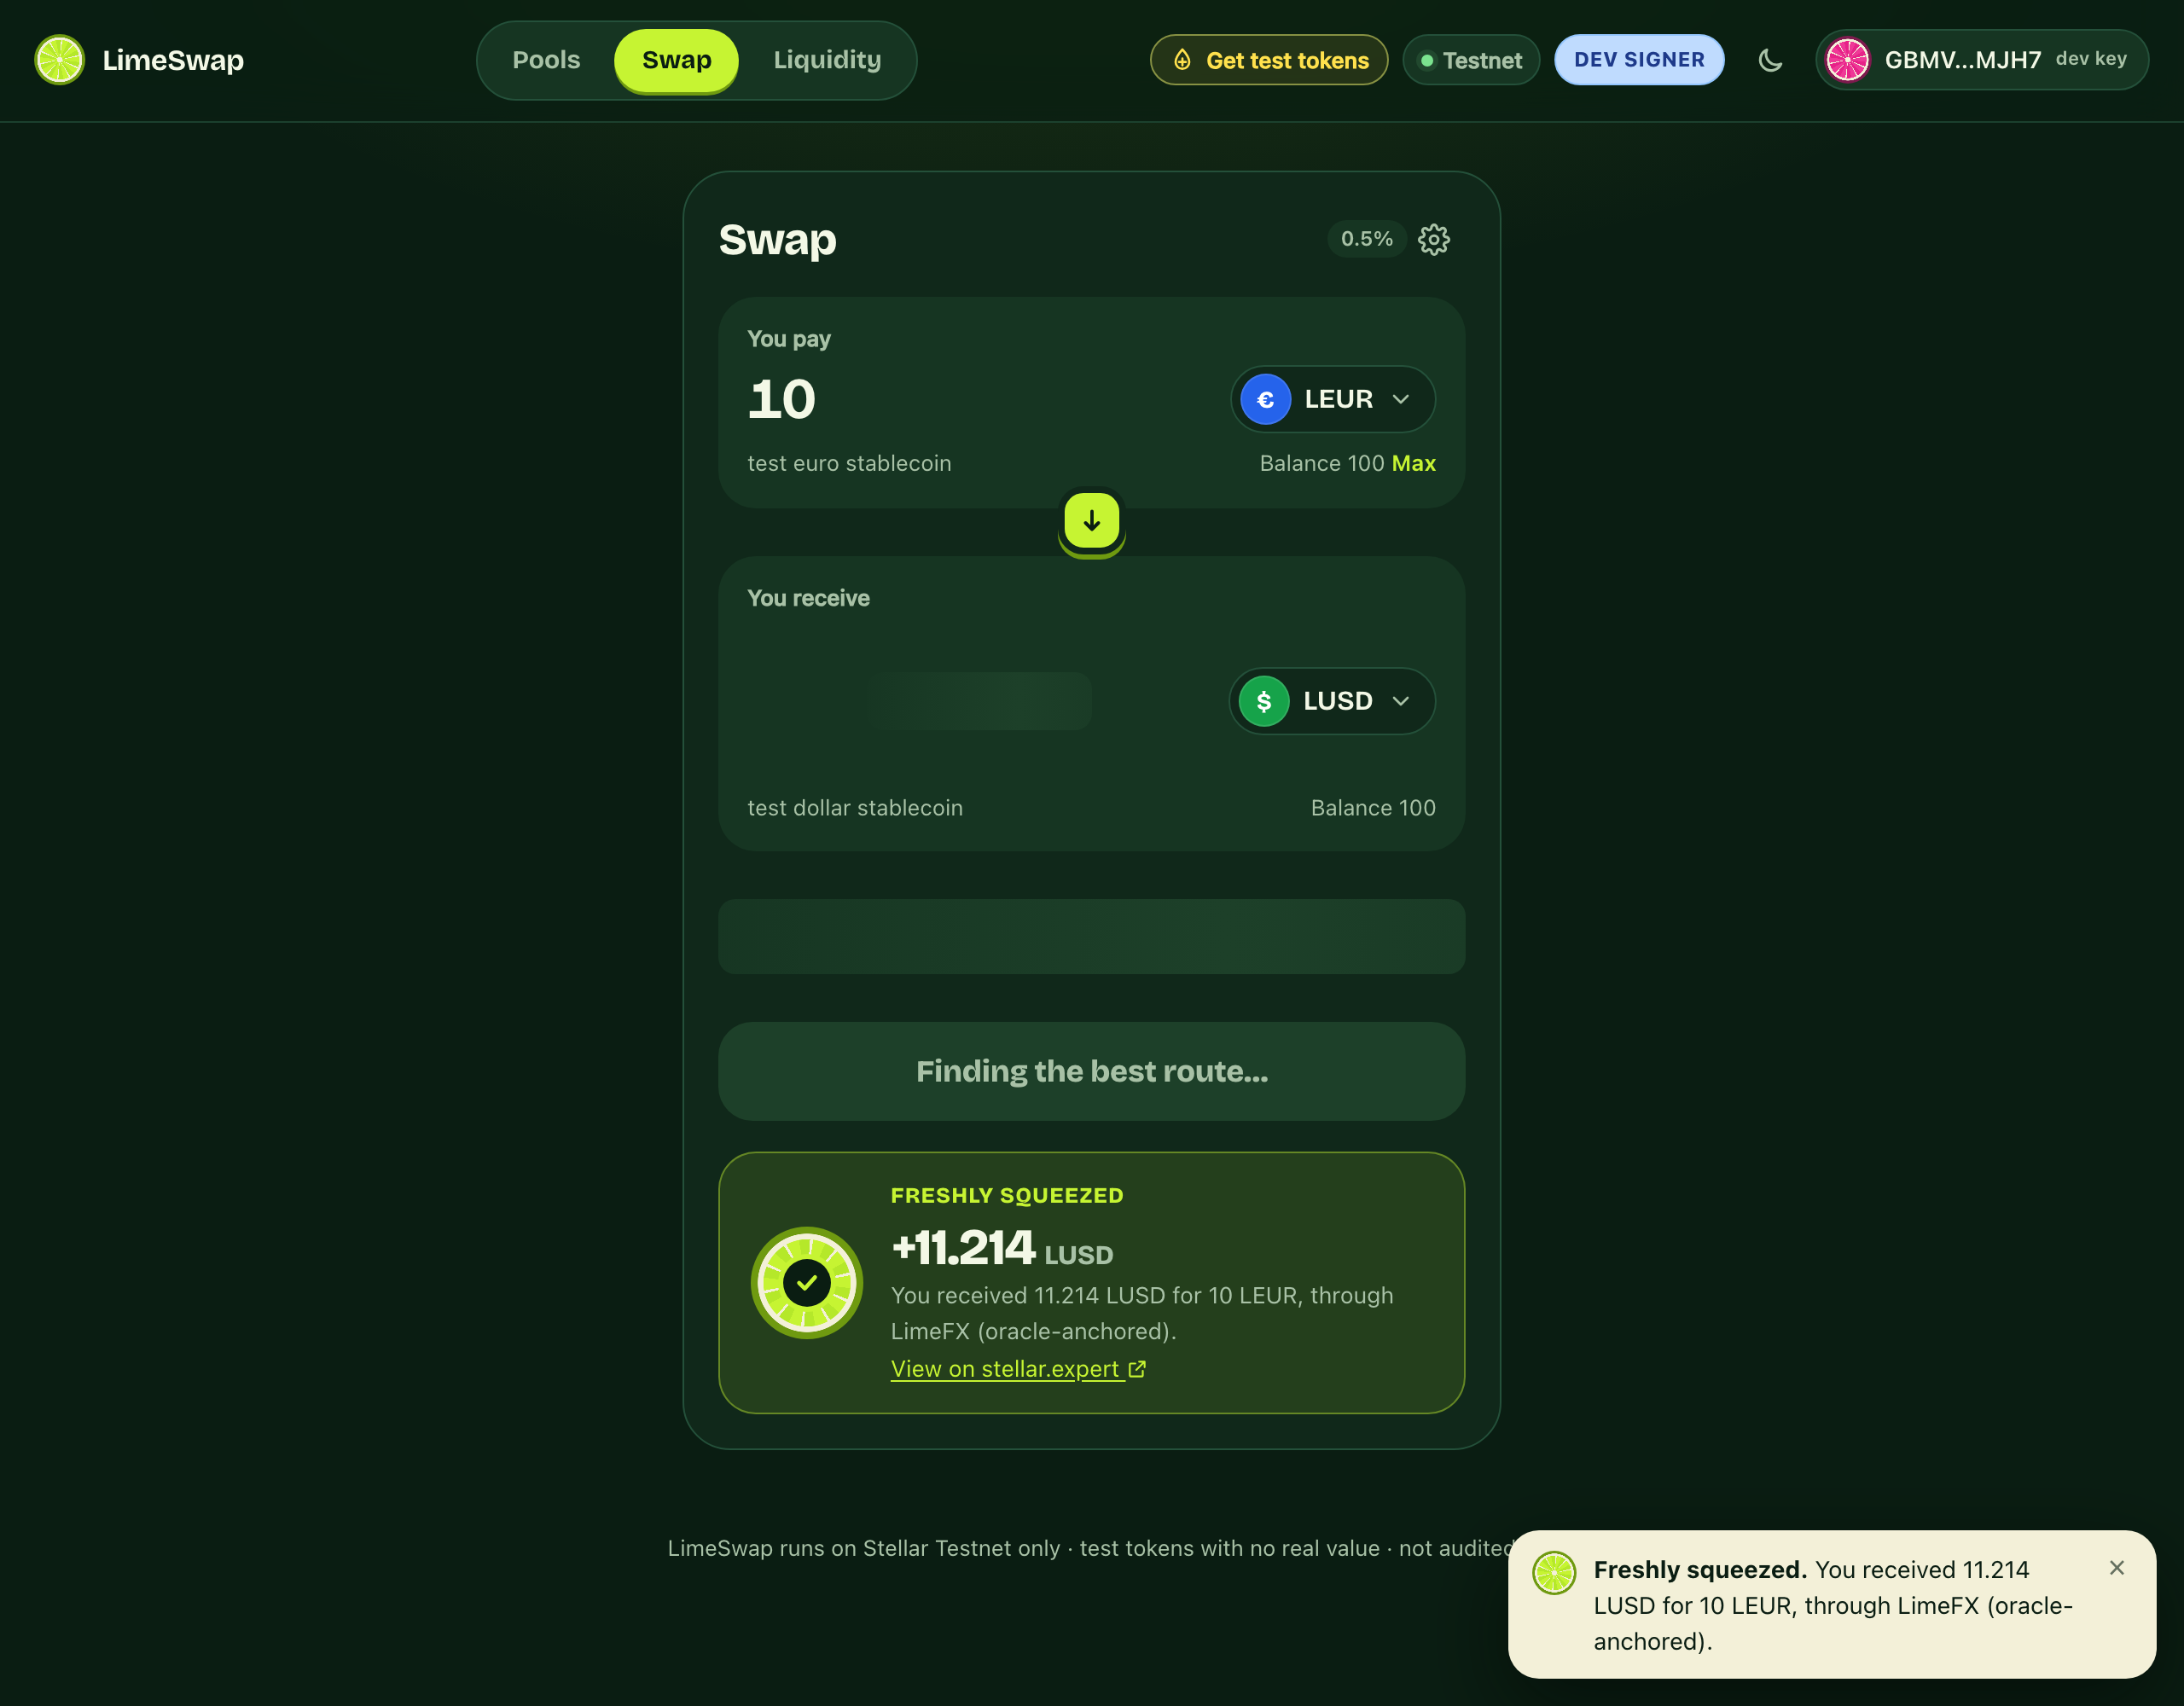 LimeSwap
Pools
Swap
Liquidity
Get test tokens
Testnet
DEV SIGNER
GBMV...MJH7 dev key
Swap
0.5%
You pay
10
€ LEUR
test euro stablecoin
Balance 100 Max
You receive
$ LUSD
test dollar stablecoin
Balance 100
Finding the best route...
FRESHLY SQUEEZED
+11.214 LUSD
You received 11.214 LUSD for 10 LEUR, through
LimeFX (oracle-anchored).
View on stellar.expert
LimeSwap runs on Stellar Testnet only · test tokens with no real value · not audited
Freshly squeezed. You received 11.214
LUSD for 10 LEUR, through LimeFX (oracle-
anchored).